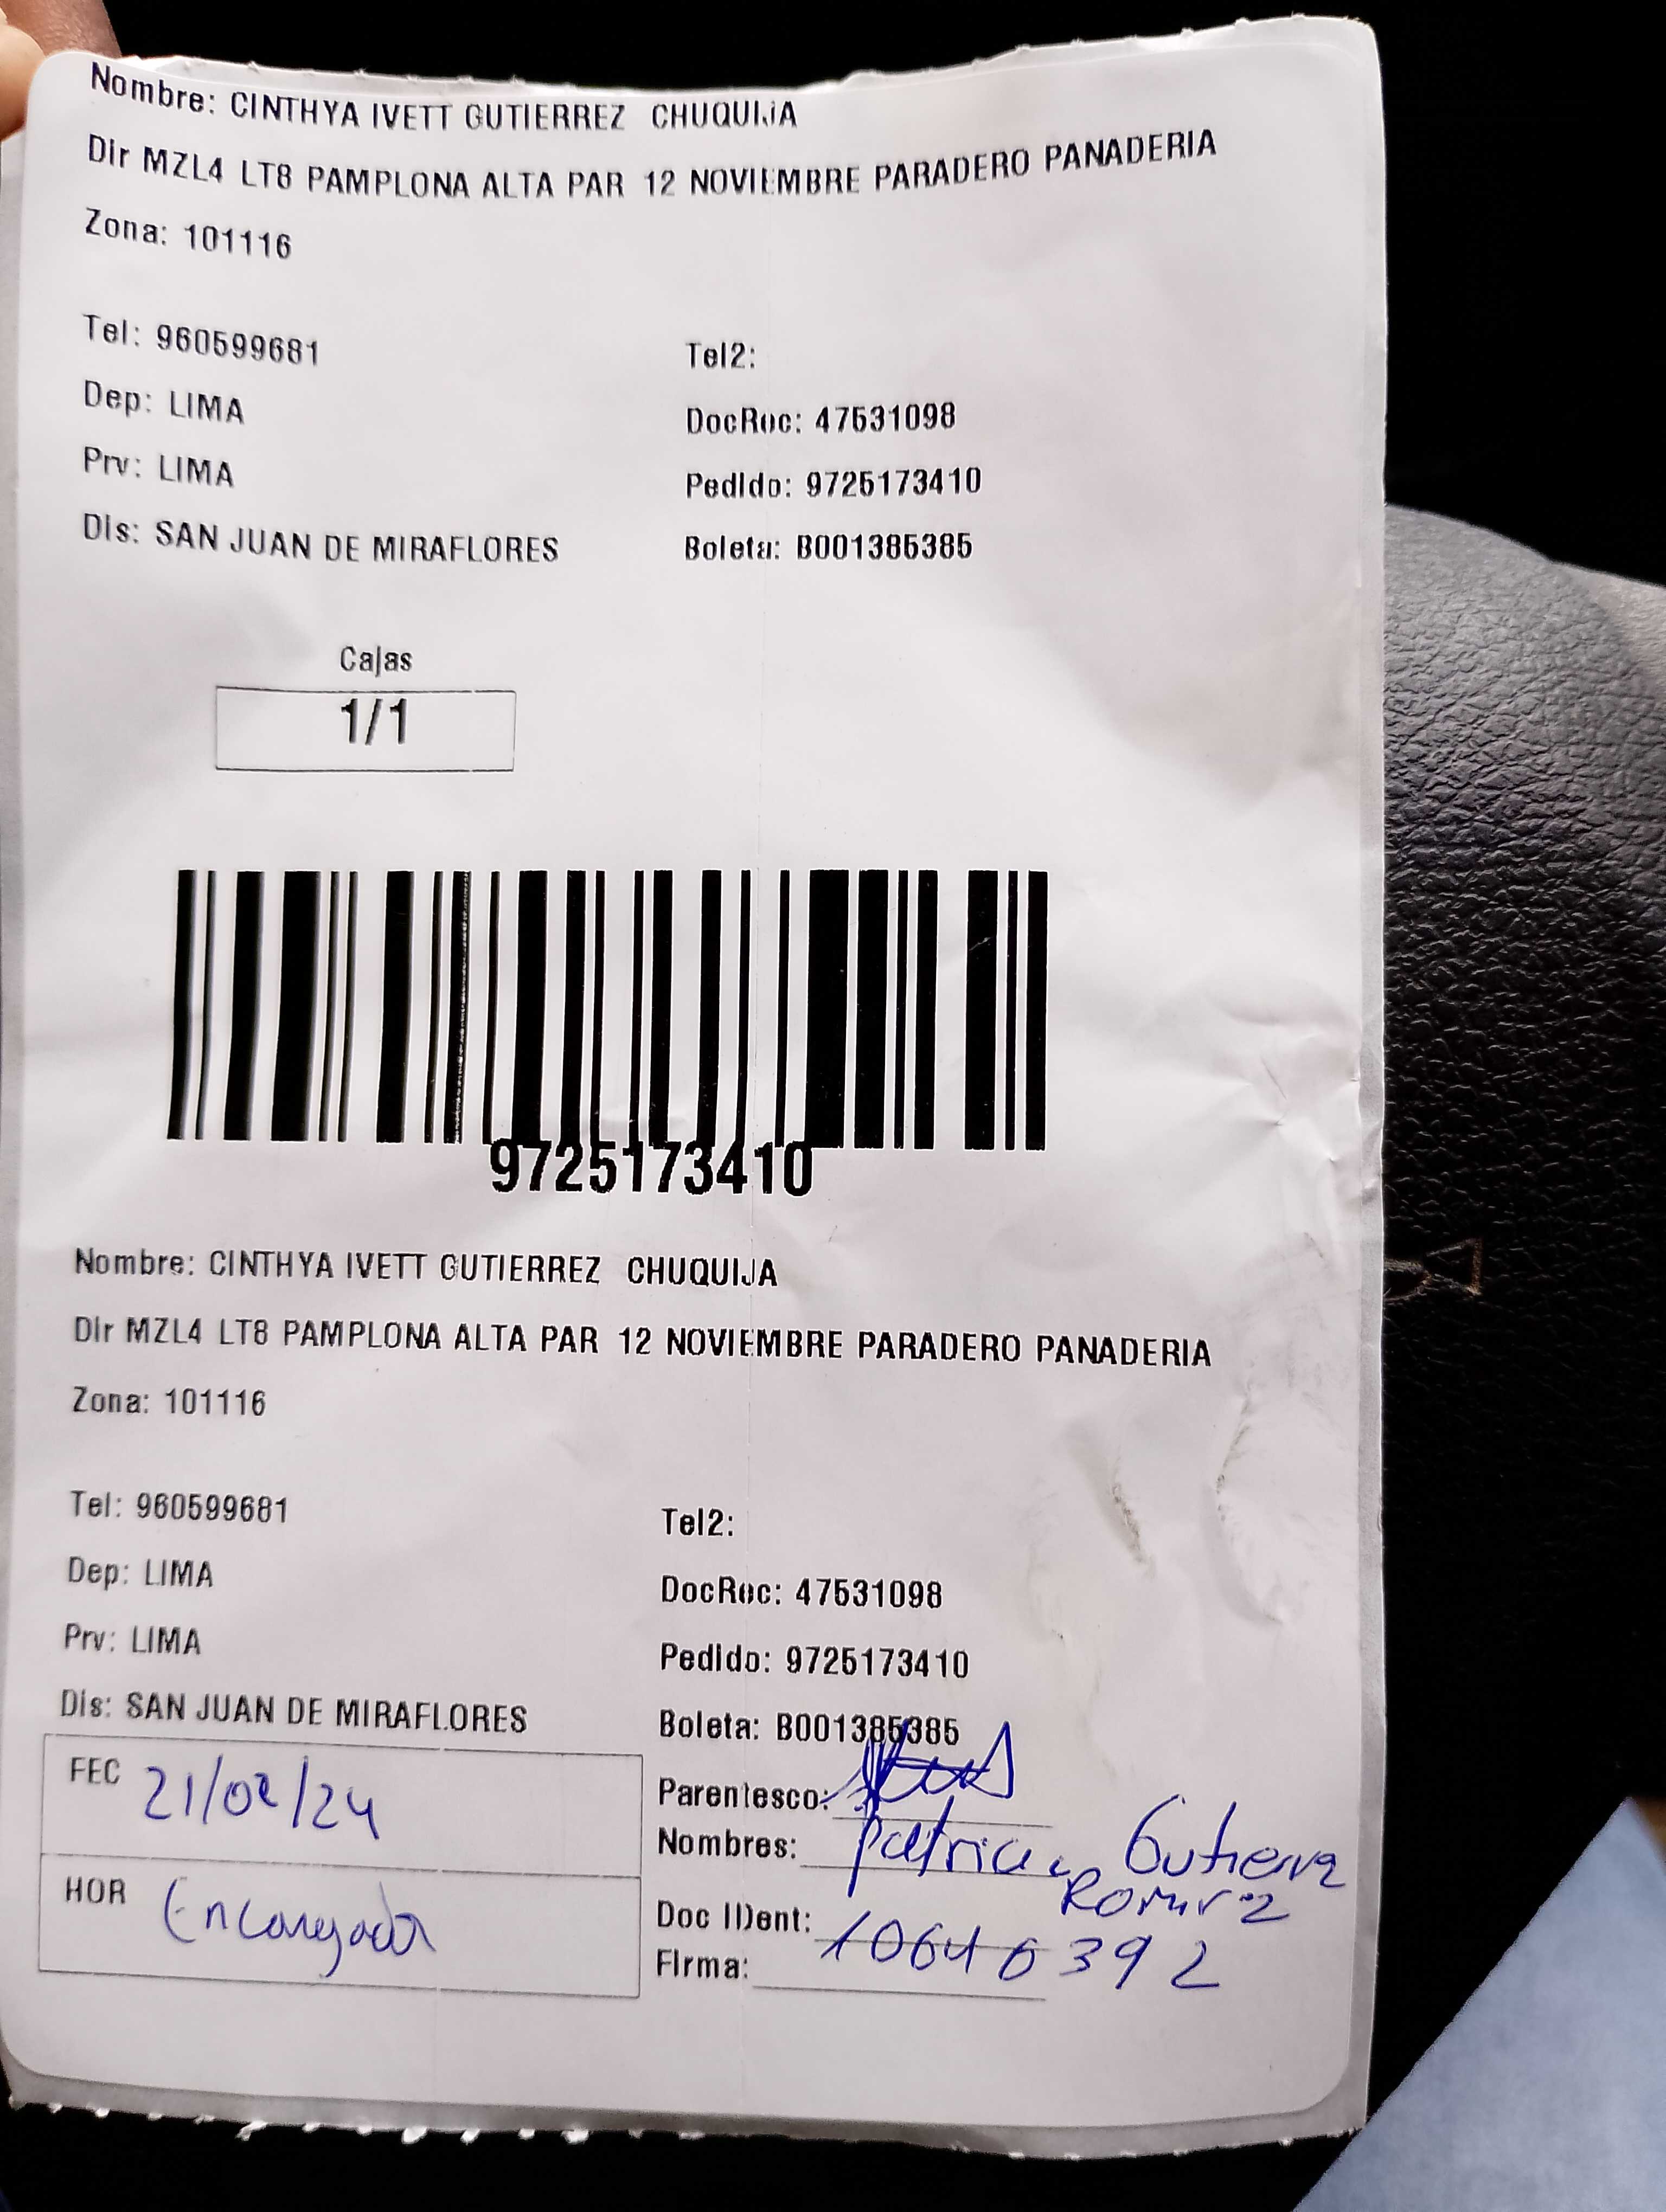 Nombre: CINTHYA IVETT GUTIERREZ CHUQUIJA
Dir MZL4 LT8 PAMPLONA ALTA PAR 12 NOVIEMBRE PARADERO PANADERIA
Zona: 101116
Tel: 960599681
Tel2:
Dep: LIMA
DocRec: 47531098
Prv: LIMA
Pedido: 9725173410
Dis: SAN JUAN DE MIRAFLORES
Boleta: B001385385
Cajas
1/1
9725173410
Nombre: CINTHYA IVETT GUTIERREZ CHUQUIJA
Dir MZL4 LT8 PAMPLONA ALTA PAR 12 NOVIEMBRE PARADERO PANADERIA
Zona: 101116
Tel: 960599681
Tel2:
Dep: LIMA
DocRec: 47531098
Prv: LIMA
Pedido: 9725173410
Dis: SAN JUAN DE MIRAFLORES
Boleta: B001385385
FEC 21/02/24
Parentesco:
Nombres: Patricia Gutierrez
HOR Encargada
Doc IDent: 10646392
Firma: